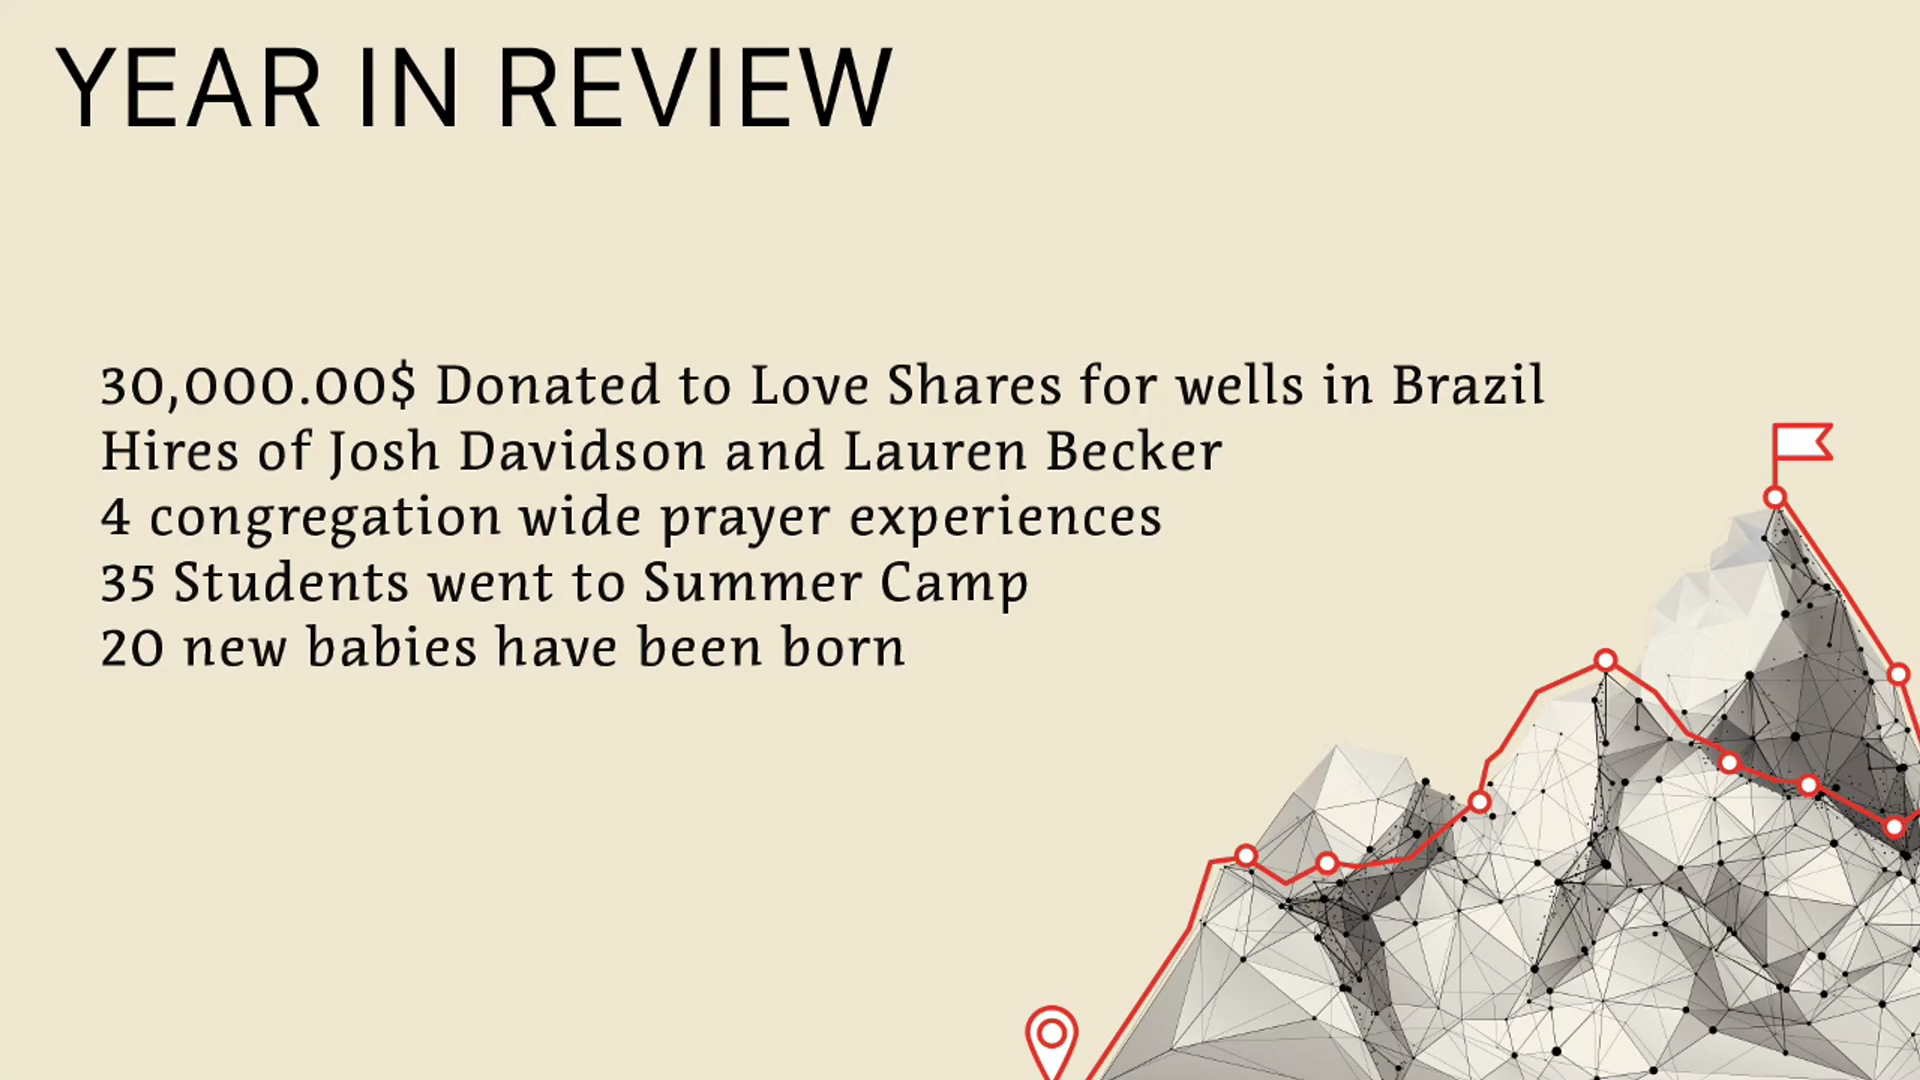 YEAR IN REVIEW
30,000.00$ Donated to Love Shares for wells in Brazil
Hires of Josh Davidson and Lauren Becker
4 congregation wide prayer experiences
35 Students went to Summer Camp
20 new babies have been born